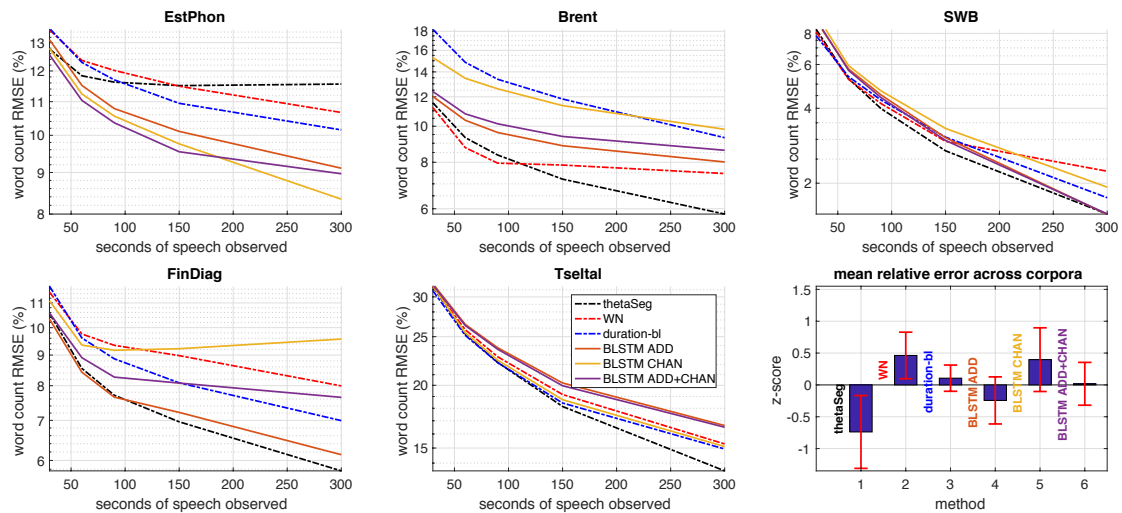 EstPhon
word count RMSE (%)
13
12
11
10
9
8
50 100 150 200 250 300
seconds of speech observed
Brent
word count RMSE (%)
18
16
14
12
10
8
6
50 100 150 200 250 300
seconds of speech observed
SWB
word count RMSE (%)
8
6
4
2
50 100 150 200 250 300
seconds of speech observed
FinDiag
word count RMSE (%)
11
10
9
8
7
6
50 100 150 200 250 300
seconds of speech observed
Tseltal
word count RMSE (%)
30
25
20
15
50 100 150 200 250 300
seconds of speech observed
thetaSeg
WN
duration-bl
BLSTM ADD
BLSTM CHAN
BLSTM ADD+CHAN
mean relative error across corpora
z-score
1.5
1
0.5
0
-0.5
-1
thetaSeg
WN
duration-bl
BLSTM ADD
BLSTM CHAN
BLSTM ADD+CHAN
1 2 3 4 5 6
method